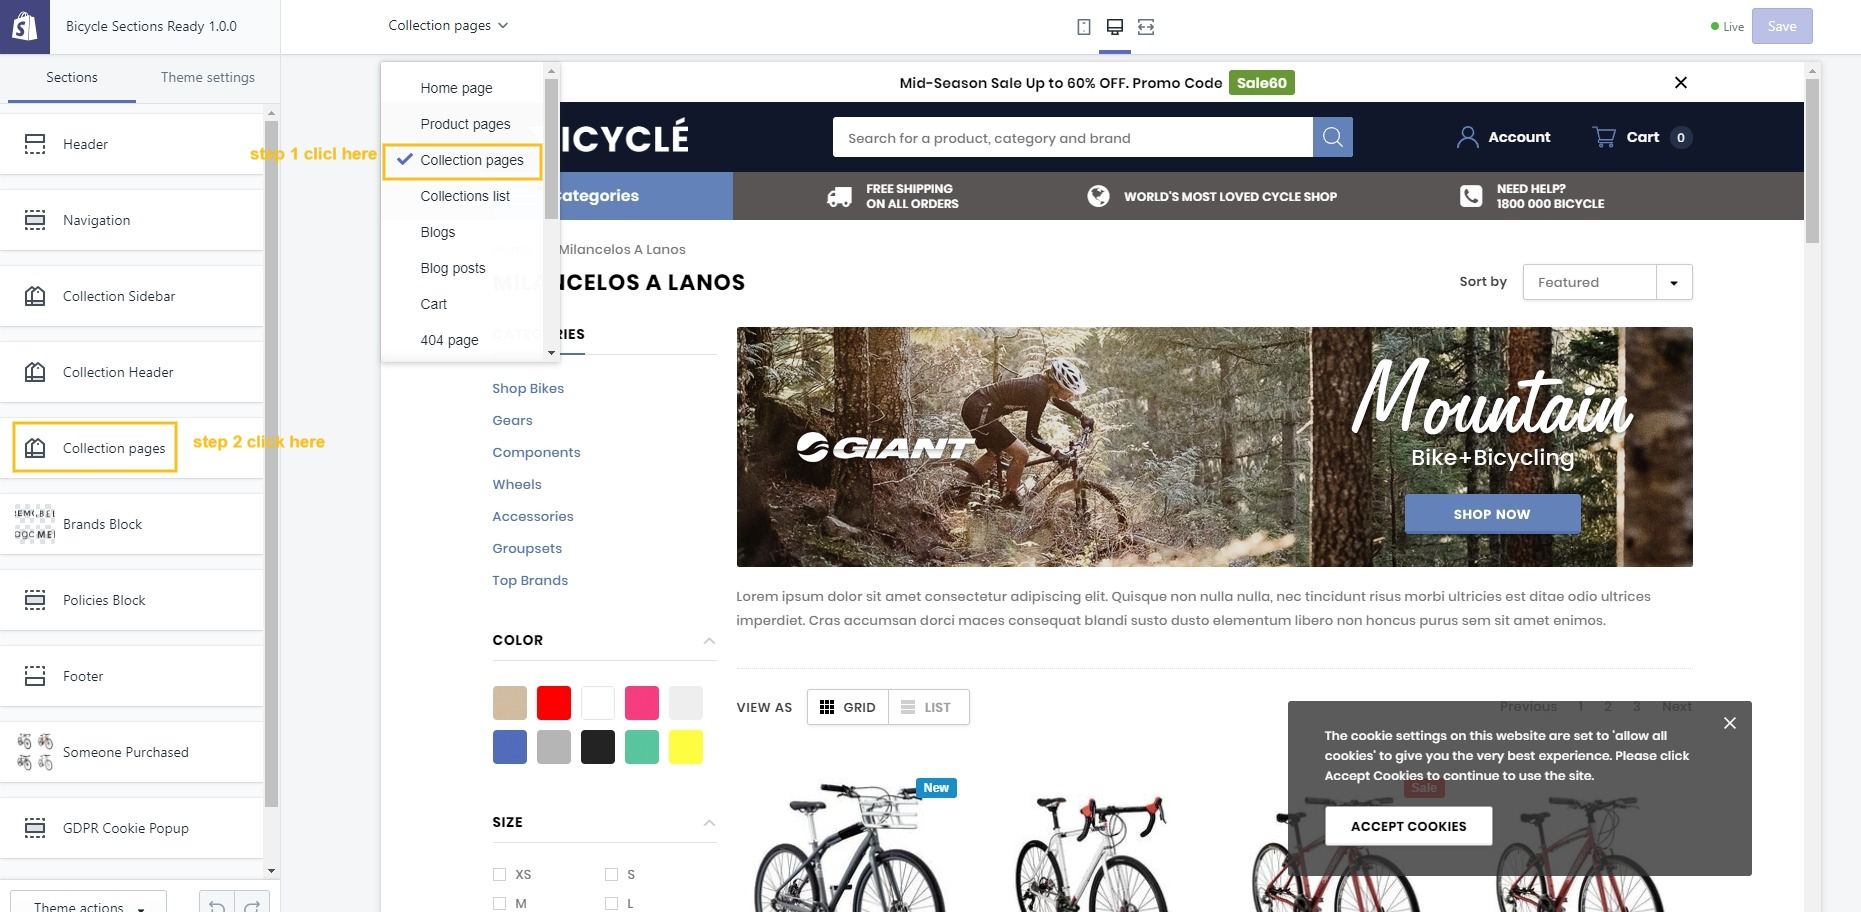 Bicycle Sections Ready 1.0.0
Collection pages
Live
Save
Sections
Theme settings
Header
Navigation
Collection Sidebar
Collection Header
Collection pages
Brands Block
Policies Block
Footer
Someone Purchased
GDPR Cookie Popup
Theme actions
step 1 clicl here
step 2 click here
Home page
Product pages
Collection pages
Collections list
Blogs
Blog posts
Cart
404 page
Mid-Season Sale Up to 60% OFF. Promo Code Sale60
ICYCLÉ
Search for a product, category and brand
Account
Cart 0
ategories
FREE SHIPPING
ON ALL ORDERS
WORLD'S MOST LOVED CYCLE SHOP
NEED HELP?
1800 000 BICYCLE
Milancelos A Lanos
MILANCELOS A LANOS
Sort by
Featured
CATEGORIES
Shop Bikes
Gears
Components
Wheels
Accessories
Groupsets
Top Brands
GIANT
Mountain
Bike+Bicycling
SHOP NOW
Lorem ipsum dolor sit amet consectetur adipiscing elit. Quisque non nulla nulla, nec tincidunt risus morbi ultricies est ditae odio ultrices
imperdiet. Cras accumsan dorci maces consequat blandi susto dusto elementum libero non honcus purus sem sit amet enimos.
COLOR
VIEW AS
GRID
LIST
Previous 1 2 3 Next
New
Sale
The cookie settings on this website are set to 'allow all
cookies' to give you the very best experience. Please click
Accept Cookies to continue to use the site.
ACCEPT COOKIES
SIZE
XS
S
M
L